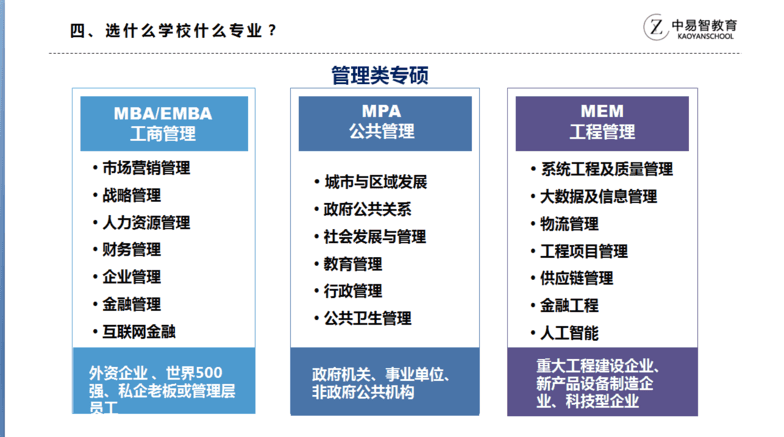 四、选什么学校什么专业？
中易智教育
KAOYANSCHOOL
管理类专硕
MBA/EMBA
工商管理
• 市场营销管理
• 战略管理
• 人力资源管理
• 财务管理
• 企业管理
• 金融管理
• 互联网金融
外资企业 、世界500
强、私企老板或管理层
员工
MPA
公共管理
• 城市与区域发展
• 政府公共关系
• 社会发展与管理
• 教育管理
• 行政管理
• 公共卫生管理
政府机关、事业单位、
非政府公共机构
MEM
工程管理
• 系统工程及质量管理
• 大数据及信息管理
• 物流管理
• 工程项目管理
• 供应链管理
• 金融工程
• 人工智能
重大工程建设企业、
新产品设备制造企
业、科技型企业